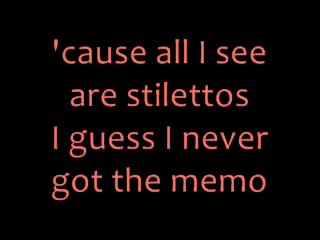 'cause all I see
are stilettos
I guess I never
got the memo